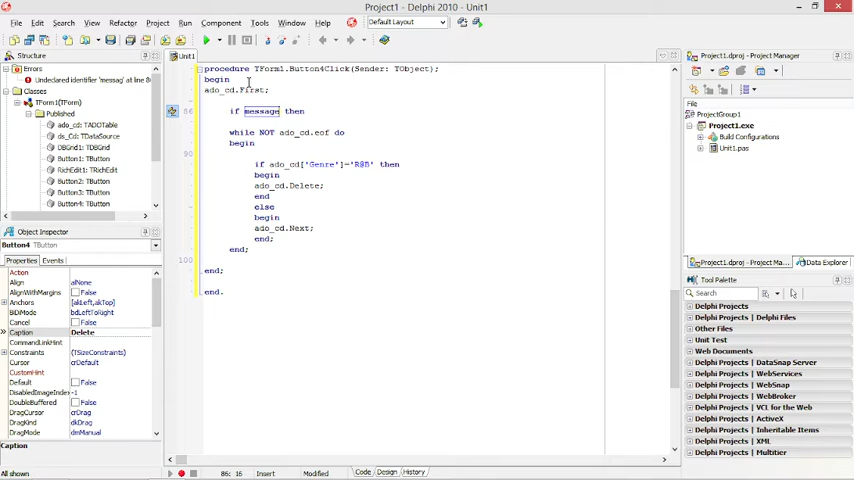 Project1 - Delphi 2010 - Unit1
File Edit Search View Refactor Project Run Component Tools Window Help
Default Layout
Structure
Errors
Undeclared identifier 'messag' at line 86
Classes
TForm1(TForm)
Published
ado_cd: TADOTable
ds_Cd: TDataSource
DBGrid1: TDBGrid
Button1: TButton
RichEdit1: TRichEdit
Button2: TButton
Button3: TButton
Button4: TButton
Object Inspector
Button4 TButton
Properties Events
Action
Align alNone
AlignWithMargins False
Anchors [akLeft,akTop]
BiDiMode bdLeftToRight
Cancel False
Caption Delete
CommandLinkHint
Constraints (TSizeConstraints)
Cursor crDefault
CustomHint
Default False
DisabledImageIndex -1
DoubleBuffered False
DragCursor crDrag
DragKind dkDrag
DragMode dmManual
Caption
All shown
Unit1
procedure TForm1.Button4Click(Sender: TObject);
begin
ado_cd.First;
86
if message then
while NOT ado_cd.eof do
begin
90
if ado_cd['Genre']='R@B' then
begin
ado_cd.Delete;
end
else
begin
ado_cd.Next;
end;
end;
100
end;
end.
86: 16 Insert Modified Code Design History
Project1.dproj - Project Manager
File
ProjectGroup1
Project1.exe
Build Configurations
Unit1.pas
Project1.dproj - Project Ma... Data Explorer
Tool Palette
Search
Delphi Projects
Delphi Projects | Delphi Files
Other Files
Unit Test
Web Documents
Delphi Projects | DataSnap Server
Delphi Projects | WebServices
Delphi Projects | WebSnap
Delphi Projects | WebBroker
Delphi Projects | VCL for the Web
Delphi Projects | ActiveX
Delphi Projects | Inheritable Items
Delphi Projects | XML
Delphi Projects | Multitier